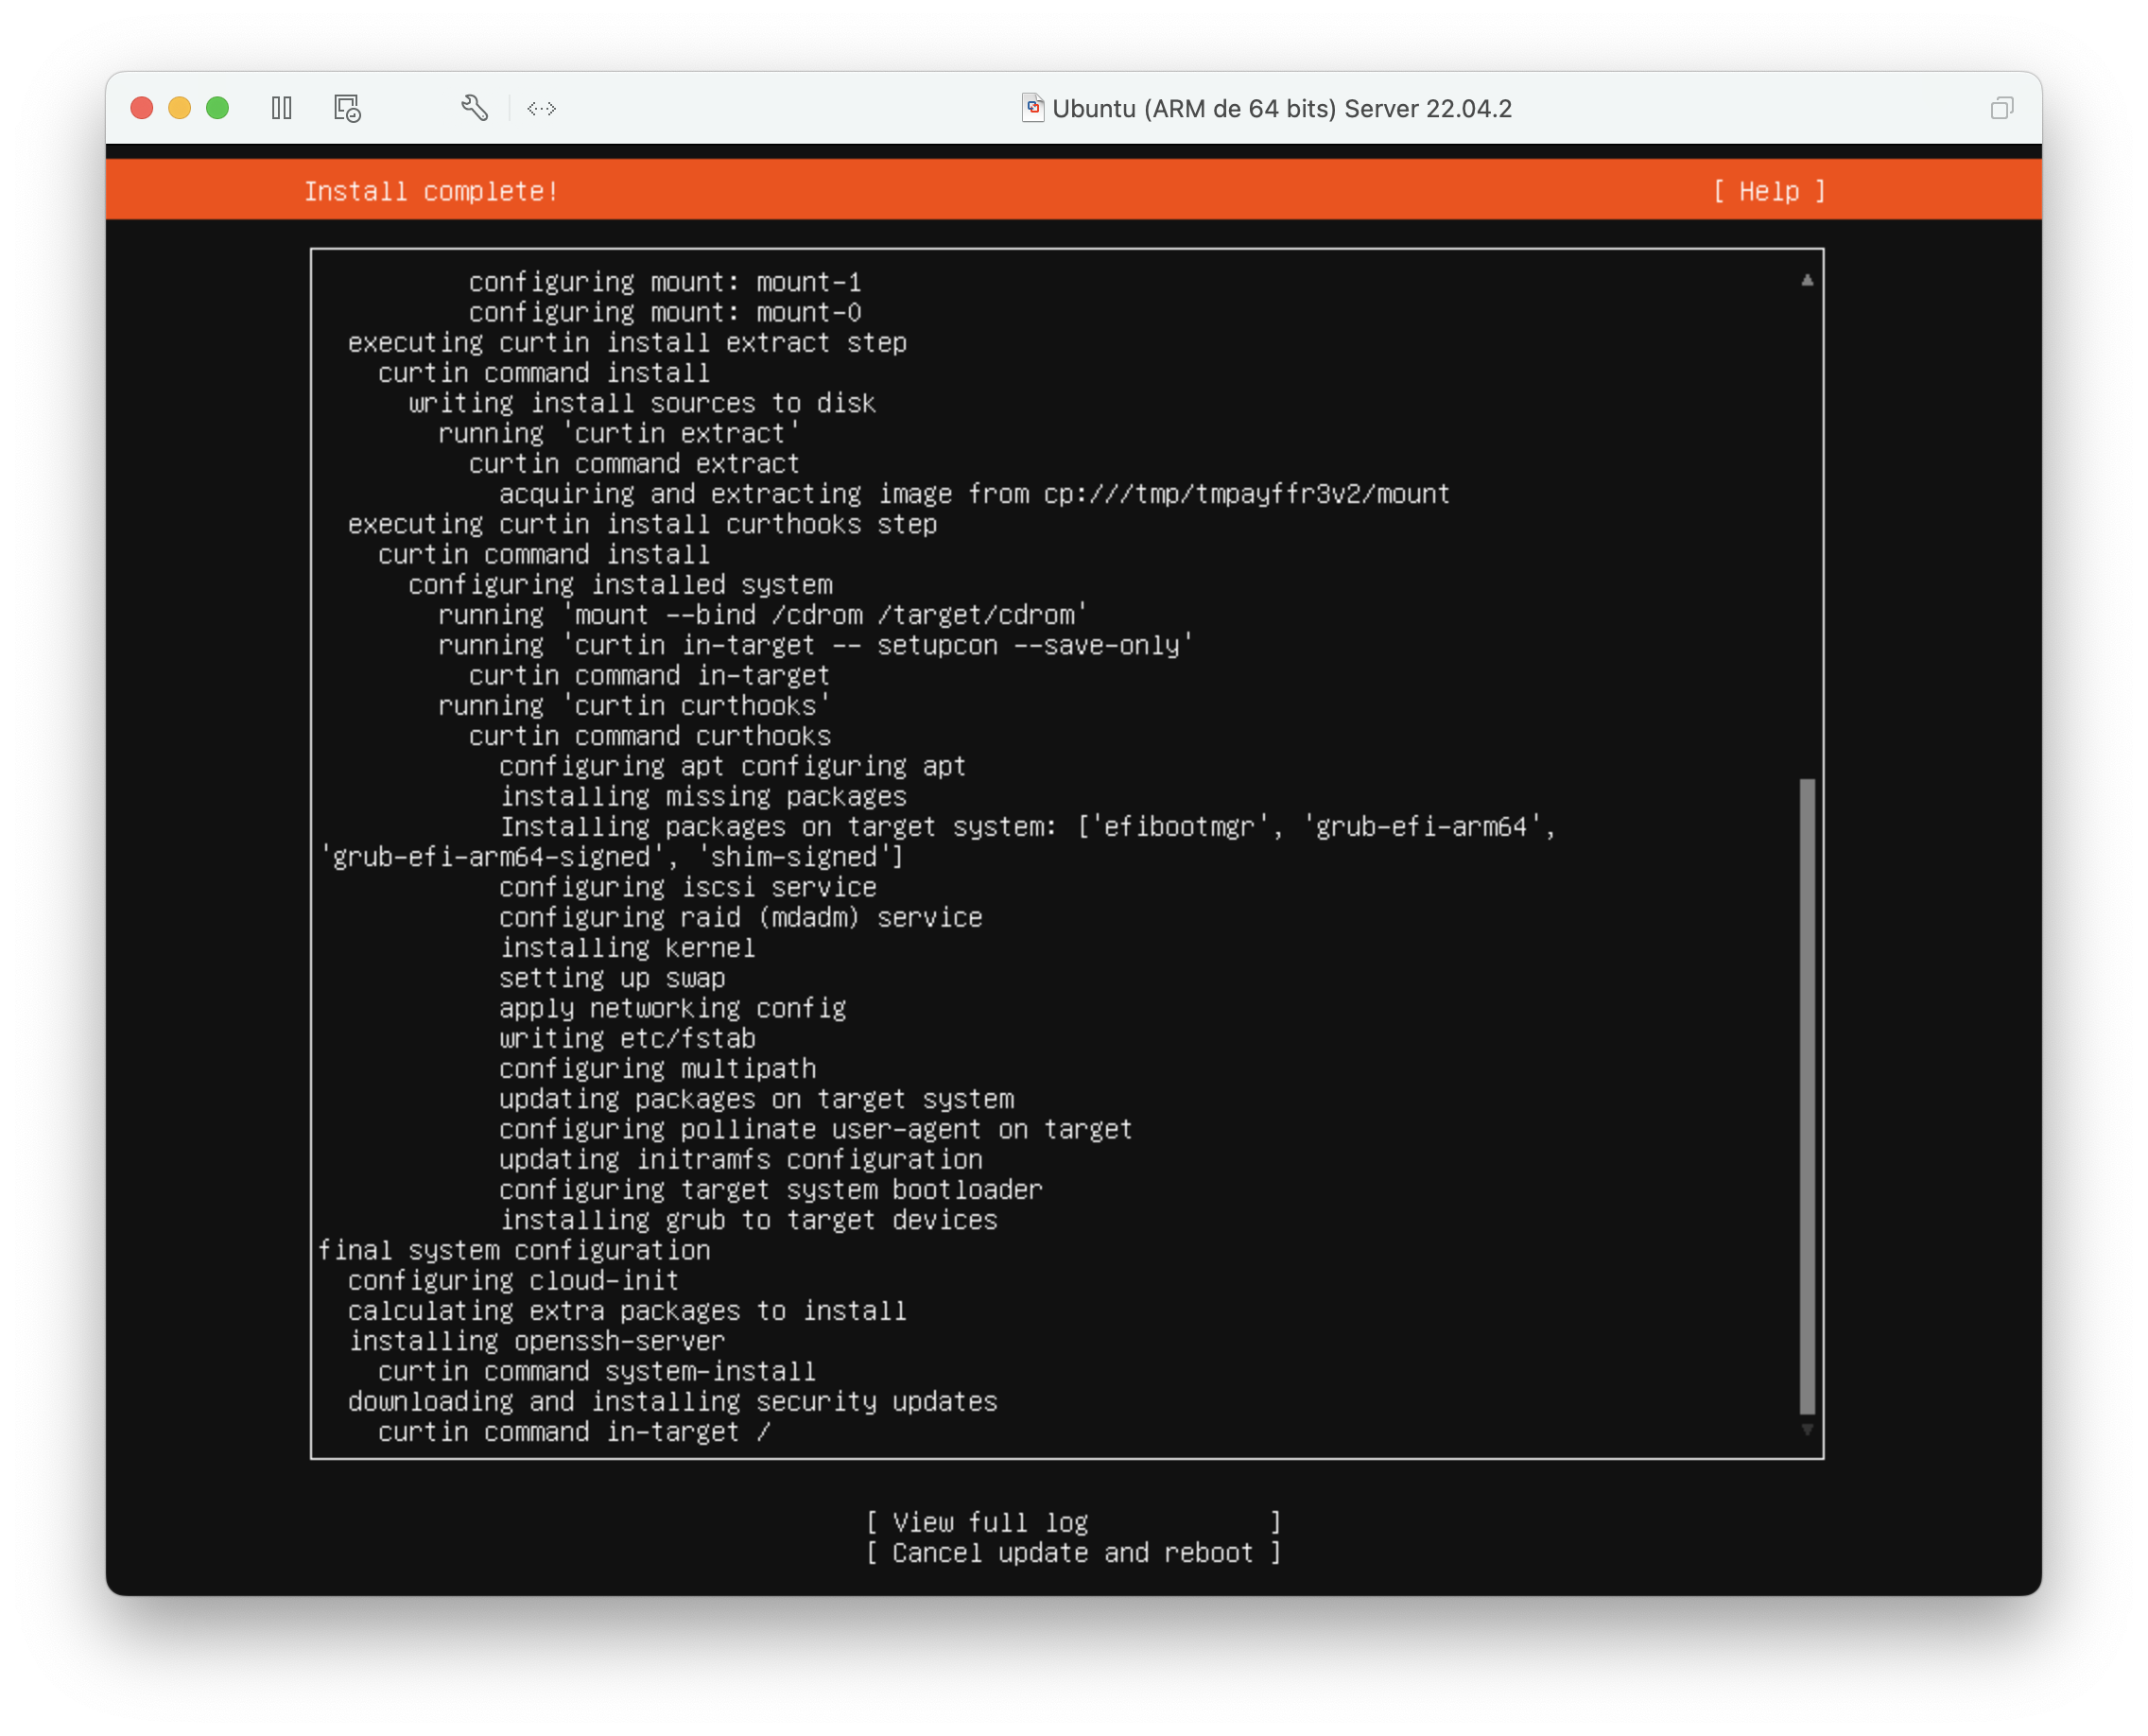 Ubuntu (ARM de 64 bits) Server 22.04.2
Install complete! [ Help ]
configuring mount: mount-1
configuring mount: mount-0
executing curtin install extract step
curtin command install
writing install sources to disk
running 'curtin extract'
curtin command extract
acquiring and extracting image from cp:///tmp/tmpayffr3v2/mount
executing curtin install curthooks step
curtin command install
configuring installed system
running 'mount --bind /cdrom /target/cdrom'
running 'curtin in-target -- setupcon --save-only'
curtin command in-target
running 'curtin curthooks'
curtin command curthooks
configuring apt configuring apt
installing missing packages
Installing packages on target system: ['efibootmgr', 'grub-efi-arm64',
'grub-efi-arm64-signed', 'shim-signed']
configuring iscsi service
configuring raid (mdadm) service
installing kernel
setting up swap
apply networking config
writing etc/fstab
configuring multipath
updating packages on target system
configuring pollinate user-agent on target
updating initramfs configuration
configuring target system bootloader
installing grub to target devices
final system configuration
configuring cloud-init
calculating extra packages to install
installing openssh-server
curtin command system-install
downloading and installing security updates
curtin command in-target /
[ View full log ]
[ Cancel update and reboot ]